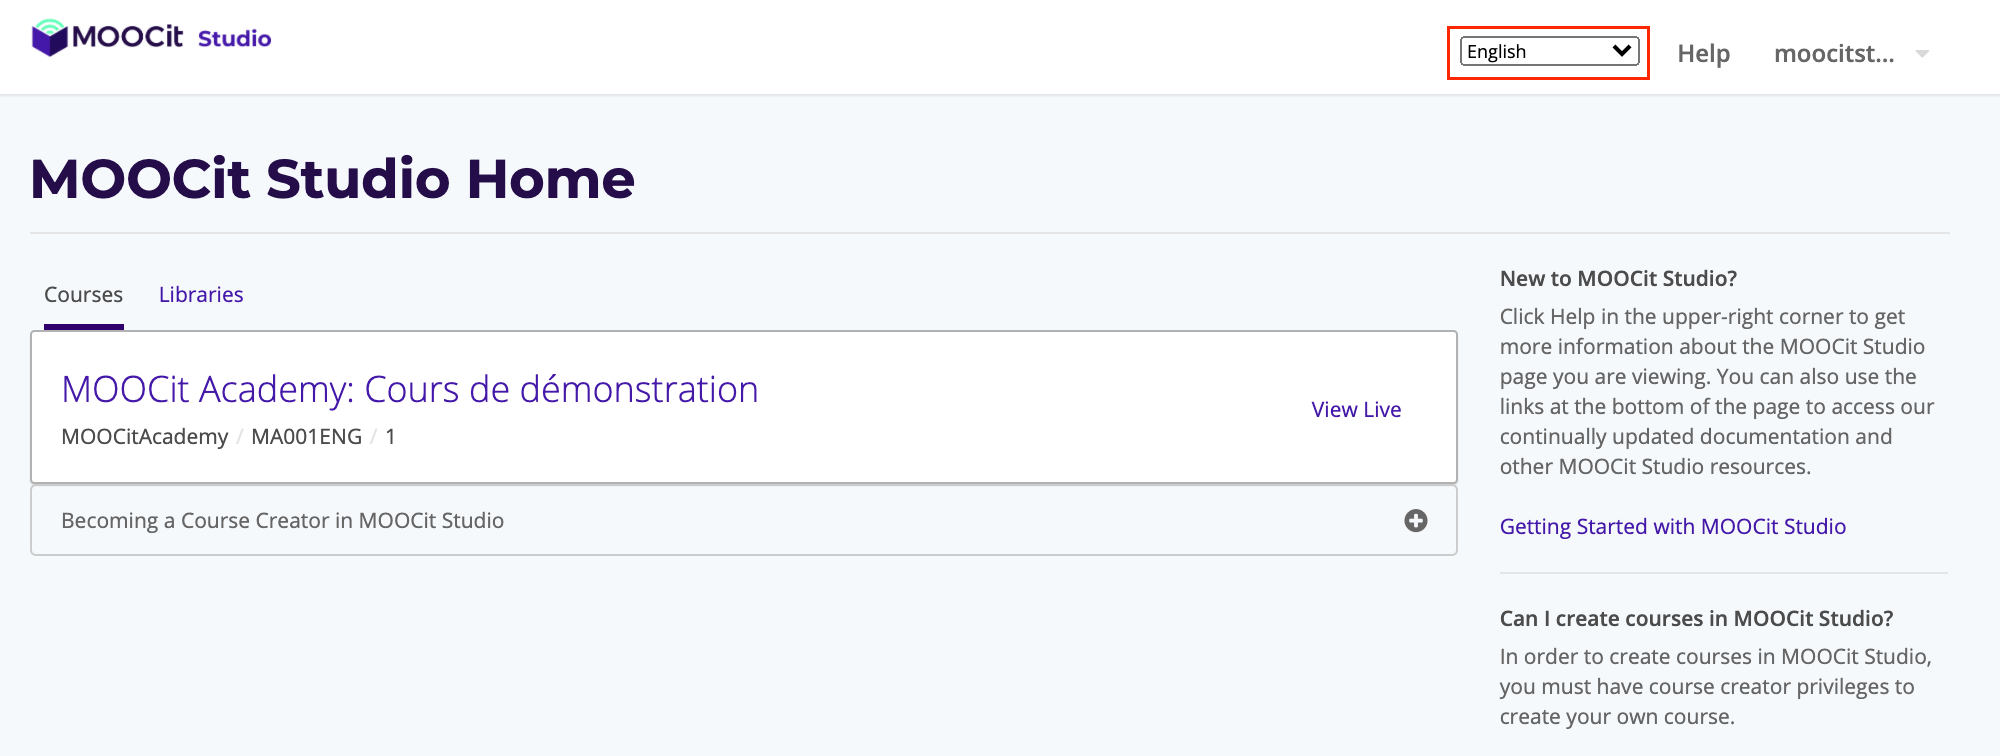 MOOCit Studio
English
Help
moocitst...
MOOCit Studio Home
Courses
Libraries
MOOCit Academy: Cours de démonstration
MOOCitAcademy / MA001ENG / 1
View Live
Becoming a Course Creator in MOOCit Studio
New to MOOCit Studio?
Click Help in the upper-right corner to get
more information about the MOOCit Studio
page you are viewing. You can also use the
links at the bottom of the page to access our
continually updated documentation and
other MOOCit Studio resources.
Getting Started with MOOCit Studio
Can I create courses in MOOCit Studio?
In order to create courses in MOOCit Studio,
you must have course creator privileges to
create your own course.